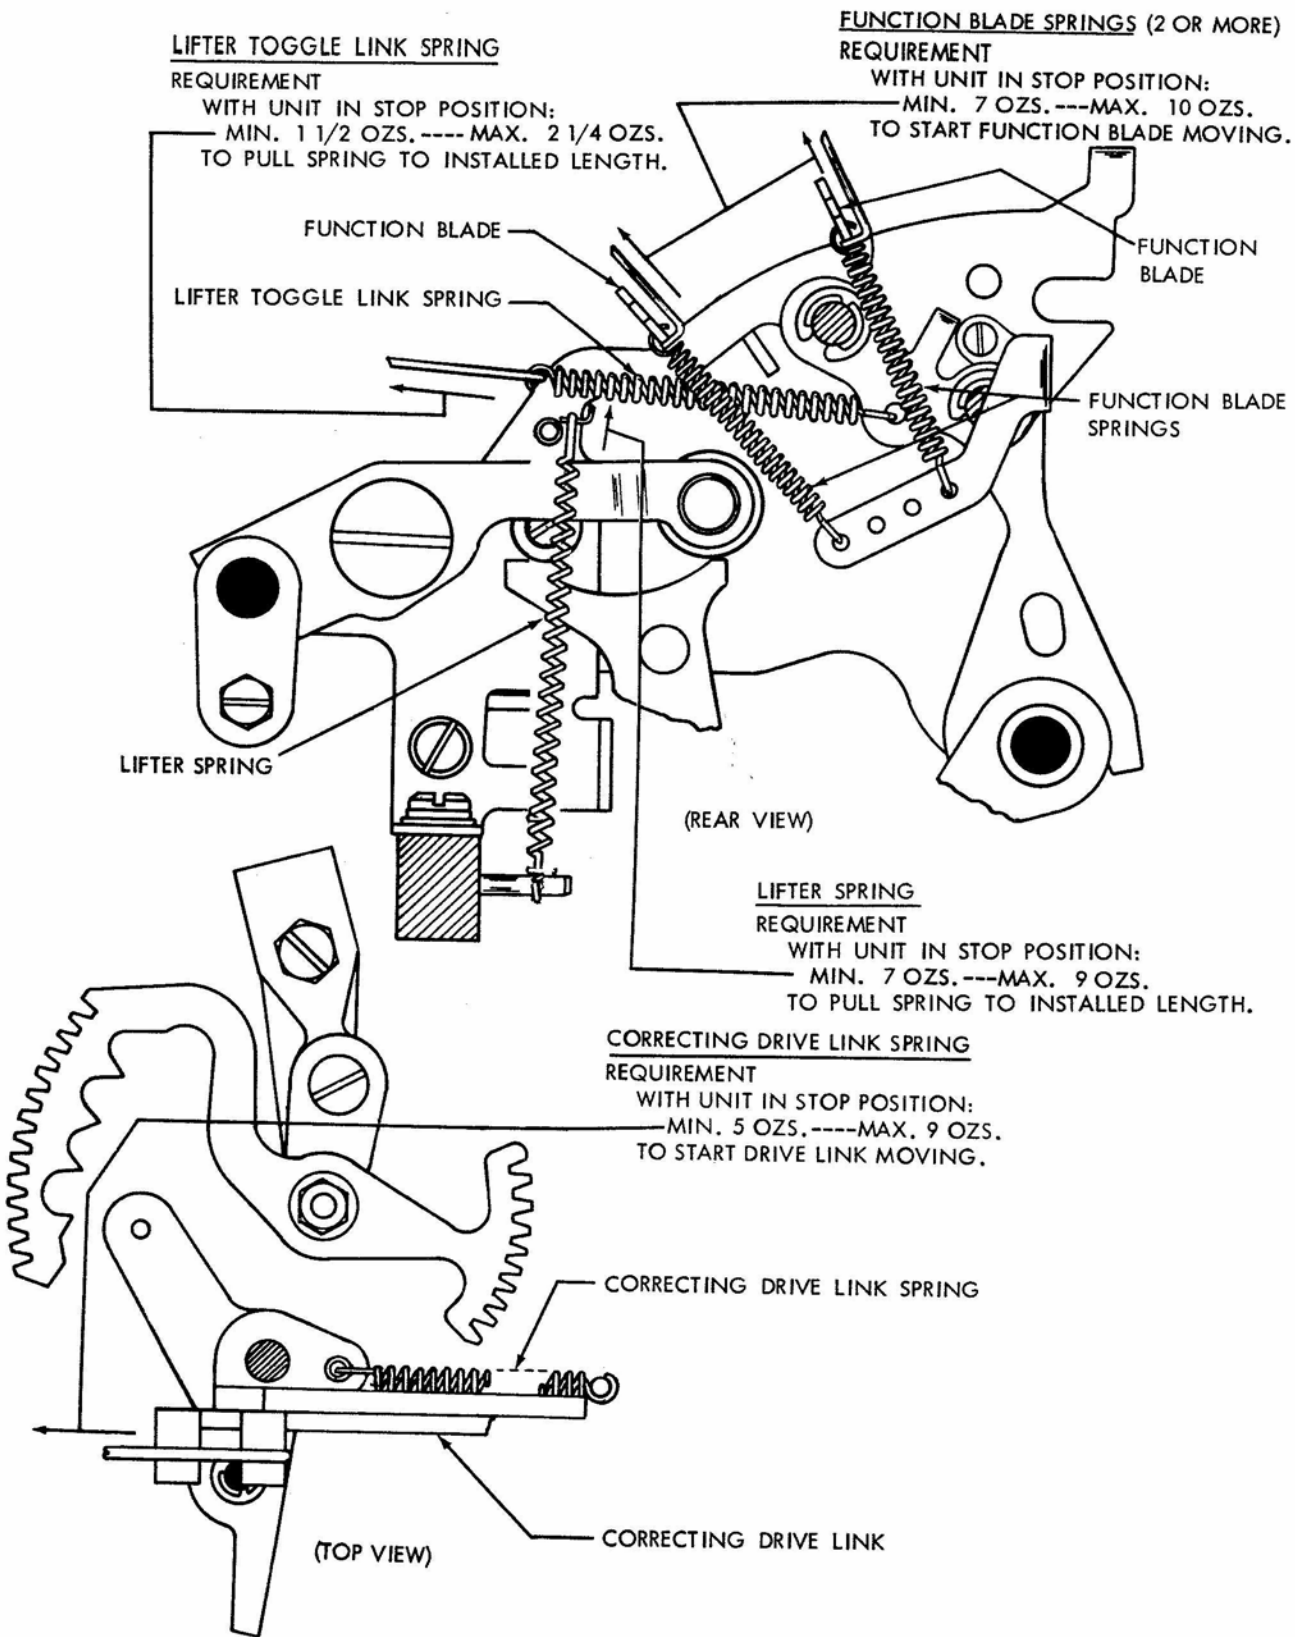 LIFTER TOGGLE LINK SPRING
REQUIREMENT
WITH UNIT IN STOP POSITION:
MIN. 1 1/2 OZS. ---- MAX. 2 1/4 OZS.
TO PULL SPRING TO INSTALLED LENGTH.
FUNCTION BLADE SPRINGS (2 OR MORE)
REQUIREMENT
WITH UNIT IN STOP POSITION:
MIN. 7 OZS. ---MAX. 10 OZS.
TO START FUNCTION BLADE MOVING.
FUNCTION BLADE
LIFTER TOGGLE LINK SPRING
FUNCTION
BLADE
FUNCTION BLADE
SPRINGS
LIFTER SPRING
(REAR VIEW)
LIFTER SPRING
REQUIREMENT
WITH UNIT IN STOP POSITION:
MIN. 7 OZS. ---MAX. 9 OZS.
TO PULL SPRING TO INSTALLED LENGTH.
CORRECTING DRIVE LINK SPRING
REQUIREMENT
WITH UNIT IN STOP POSITION:
MIN. 5 OZS. ----MAX. 9 OZS.
TO START DRIVE LINK MOVING.
CORRECTING DRIVE LINK SPRING
CORRECTING DRIVE LINK
(TOP VIEW)